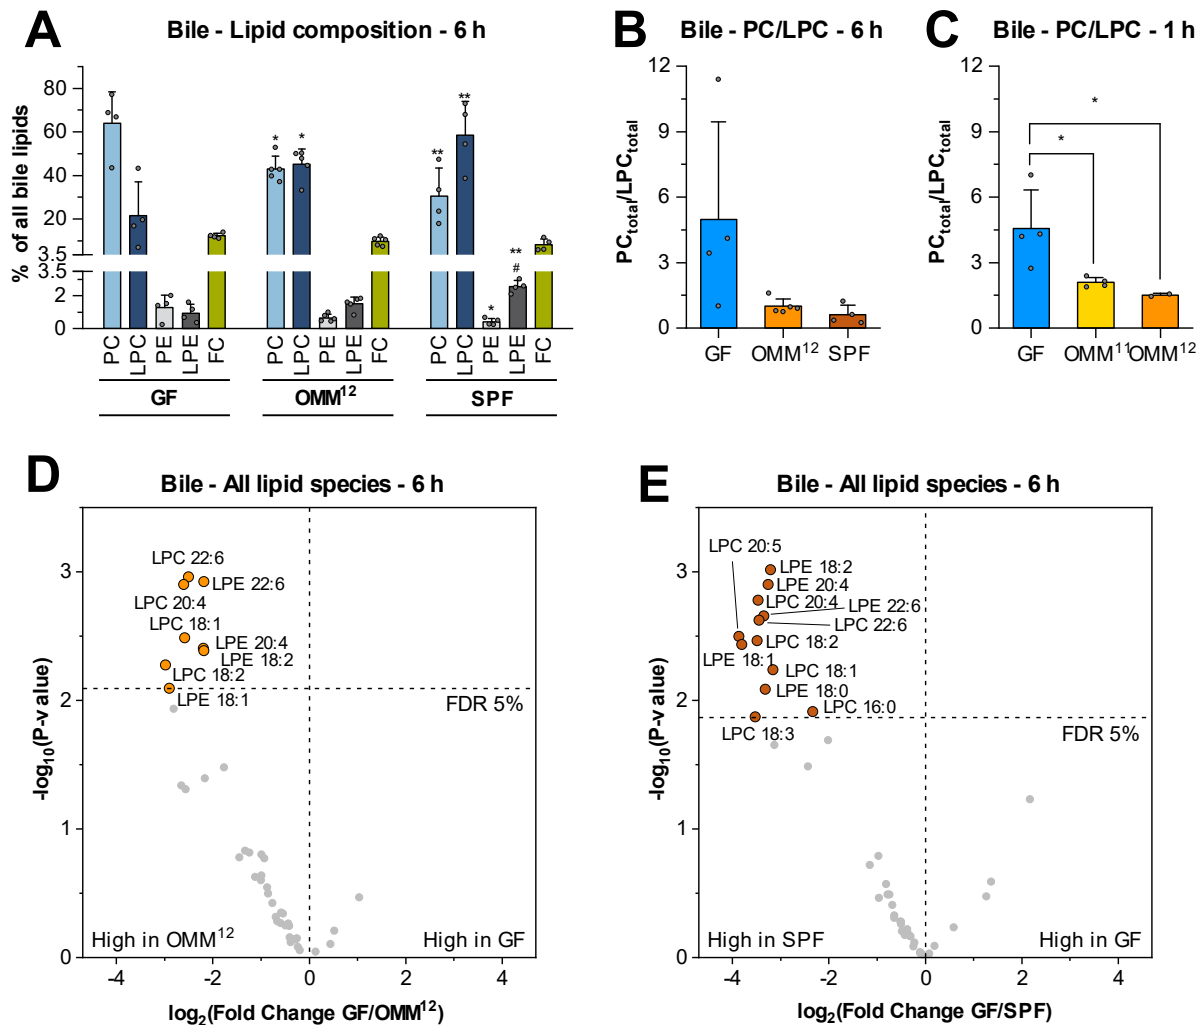 A
Bile - Lipid composition - 6 h
% of all bile lipids
80
60
40
20
3.5
3.5
2
0
* * ** ** * ** #
PC LPC PE LPE FC
PC LPC PE LPE FC
PC LPC PE LPE FC
GF OMM¹² SPF
B
Bile - PC/LPC - 6 h
PC_total/LPC_total
12
9
6
3
0
GF OMM¹² SPF
C
Bile - PC/LPC - 1 h
PC_total/LPC_total
12
9
6
3
0
*
*
GF OMM¹¹ OMM¹²
D
Bile - All lipid species - 6 h
-log₁₀(P-v alue)
3
2
1
0
LPC 22:6
LPE 22:6
LPC 20:4
LPC 18:1
LPE 20:4
LPE 18:2
LPC 18:2
LPE 18:1
FDR 5%
High in OMM¹²
High in GF
-4 -2 0 2 4
log₂(Fold Change GF/OMM¹²)
E
Bile - All lipid species - 6 h
-log₁₀(P-v alue)
3
2
1
0
LPC 20:5
LPE 18:2
LPE 20:4
LPC 20:4
LPE 22:6
LPC 22:6
LPC 18:2
LPE 18:1
LPC 18:1
LPE 18:0
LPC 16:0
LPC 18:3
FDR 5%
High in SPF
High in GF
-4 -2 0 2 4
log₂(Fold Change GF/SPF)